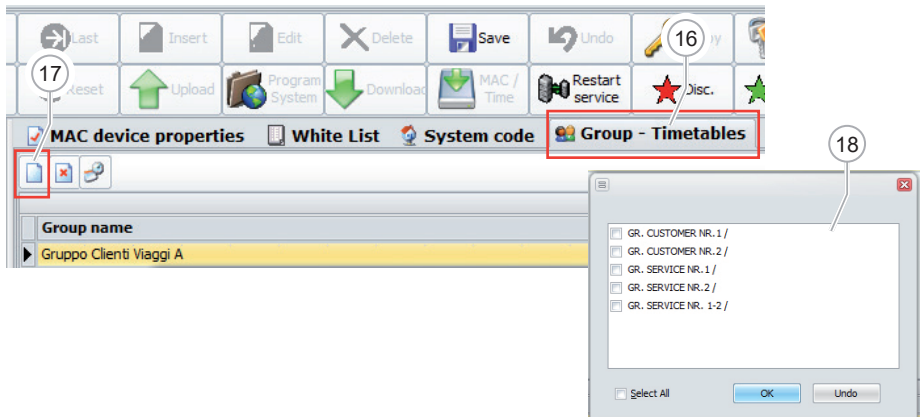 Last Insert Edit Delete Save Undo 16
17
Reset Upload Program System Download MAC / Time Restart service Disc.
MAC device properties White List System code Group - Timetables
18
Group name
Gruppo Clienti Viaggi A
GR. CUSTOMER NR.1 /
GR. CUSTOMER NR.2 /
GR. SERVICE NR.1 /
GR. SERVICE NR.2 /
GR. SERVICE NR. 1-2 /
Select All OK Undo